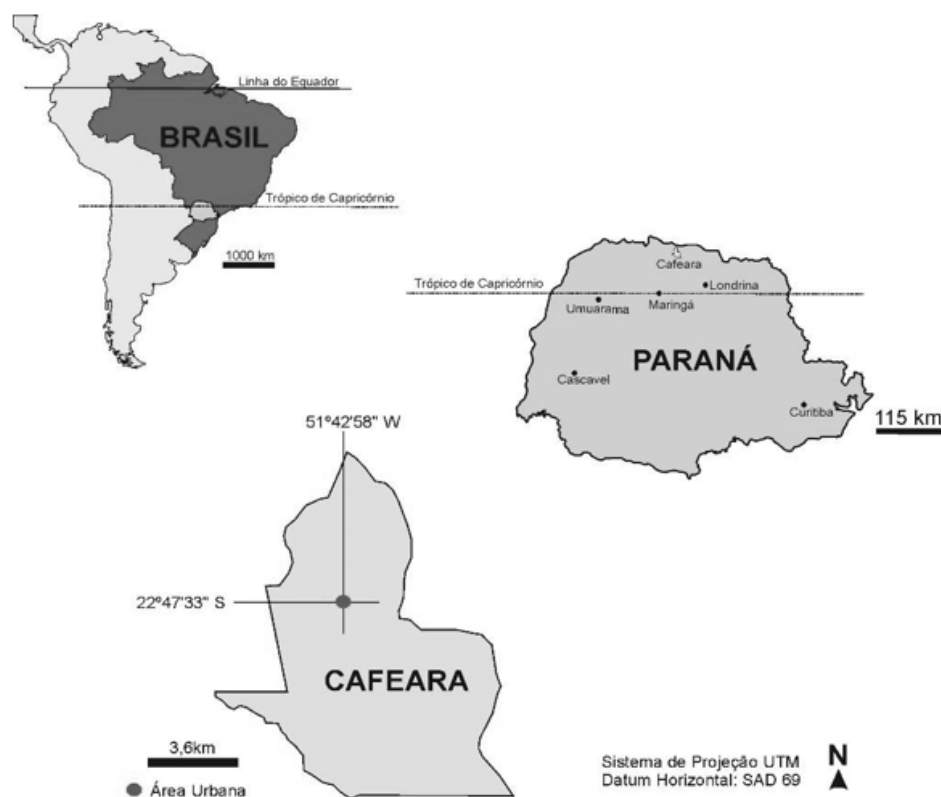 Linha do Equador
BRASIL
Trópico de Capricórnio
1000 km
Cafeara
Trópico de Capricórnio
Londrina
Umuarama
Maringá
PARANÁ
Cascavel
Curitiba
115 km
51º42'58" W
22º47'33" S
CAFEARA
3,6km
Área Urbana
Sistema de Projeção UTM
Datum Horizontal: SAD 69
N